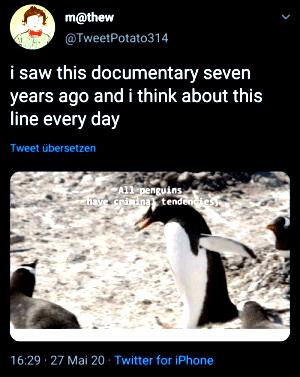 m@thew
@TweetPotato314
i saw this documentary seven
years ago and i think about this
line every day
Tweet übersetzen
All penguins
have criminal tendencies,
16:29 · 27 Mai 20 · Twitter for iPhone